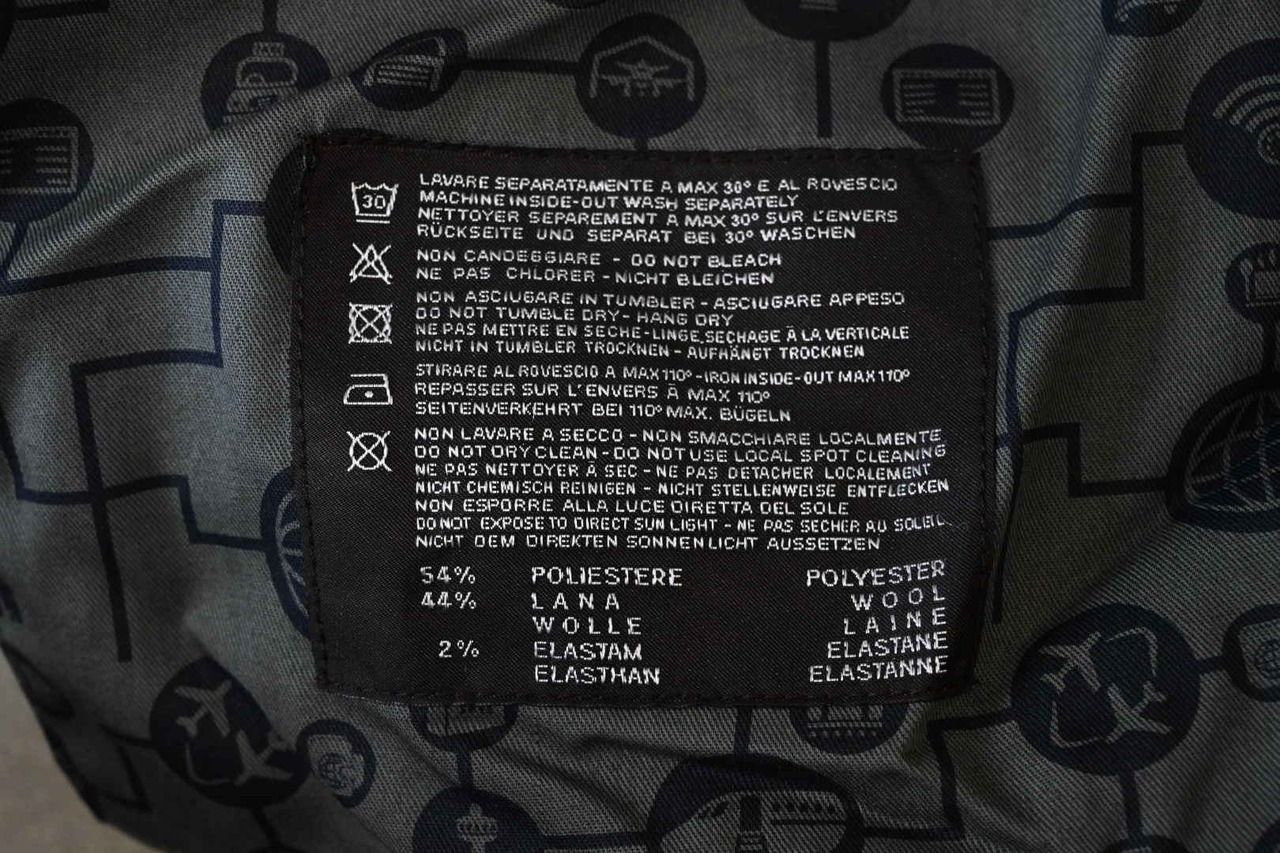 30
LAVARE SEPARATAMENTE A MAX 30° E AL ROVESCIO
MACHINE INSIDE-OUT WASH SEPARATELY
NETTOYER SEPAREMENT A MAX 30° SUR L'ENVERS
RÜCKSEITE UND SEPARAT BEI 30° WASCHEN
NON CANDEGGIARE - DO NOT BLEACH
NE PAS CHLORER - NICHT BLEICHEN
NON ASCIUGARE IN TUMBLER - ASCIUGARE APPESO
DO NOT TUMBLE DRY - HANG DRY
NE PAS METTRE EN SECHE-LINGE, SECHAGE À LA VERTICALE
NICHT IN TUMBLER TROCKNEN - AUFHÄNGT TROCKNEN
STIRARE AL ROVESCIO A MAX 110° - IRON INSIDE-OUT MAX 110°
REPASSER SUR L'ENVERS À MAX 110°
SEITENVERKEHRT BEI 110° MAX. BÜGELN
NON LAVARE A SECCO - NON SMACCHIARE LOCALMENTE
DO NOT DRY CLEAN - DO NOT USE LOCAL SPOT CLEANING
NE PAS NETTOYER À SEC - NE PAS DETACHER LOCALEMENT
NICHT CHEMISCH REINIGEN - NICHT STELLENWEISE ENTFLECKEN
NON ESPORRE ALLA LUCE DIRETTA DEL SOLE
DO NOT EXPOSE TO DIRECT SUN LIGHT - NE PAS SECHER AU SOLEIL
NICHT DEM DIREKTEN SONNENLICHT AUSSETZEN
54% POLIESTERE POLYESTER
44% LANA WOOL
WOLLE LAINE
2% ELASTAM ELASTANE
ELASTHAN ELASTANNE